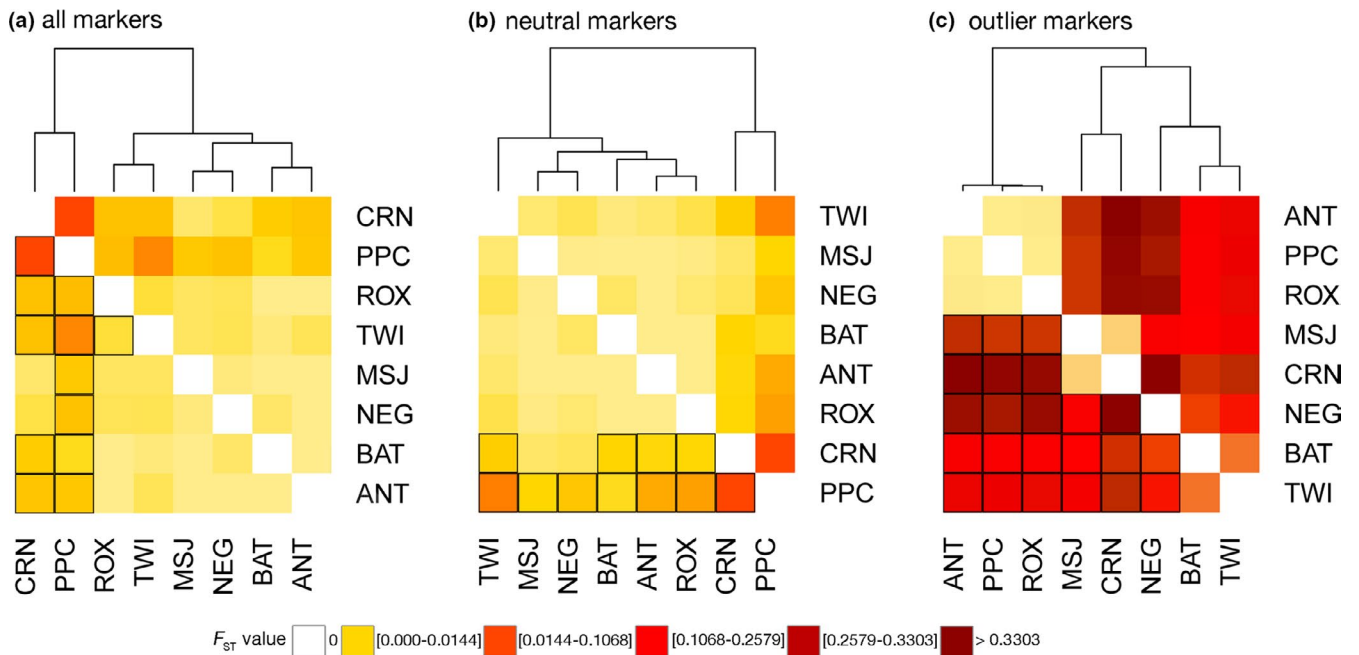 (a) all markers
(b) neutral markers
(c) outlier markers
CRN
PPC
ROX
TWI
MSJ
NEG
BAT
ANT
TWI
MSJ
NEG
BAT
ANT
ROX
CRN
PPC
ANT
PPC
ROX
MSJ
CRN
NEG
BAT
TWI
CRN PPC ROX TWI MSJ NEG BAT ANT
TWI MSJ NEG BAT ANT ROX CRN PPC
ANT PPC ROX MSJ CRN NEG BAT TWI
FST value 0 [0.000-0.0144] [0.0144-0.1068] [0.1068-0.2579] [0.2579-0.3303] > 0.3303